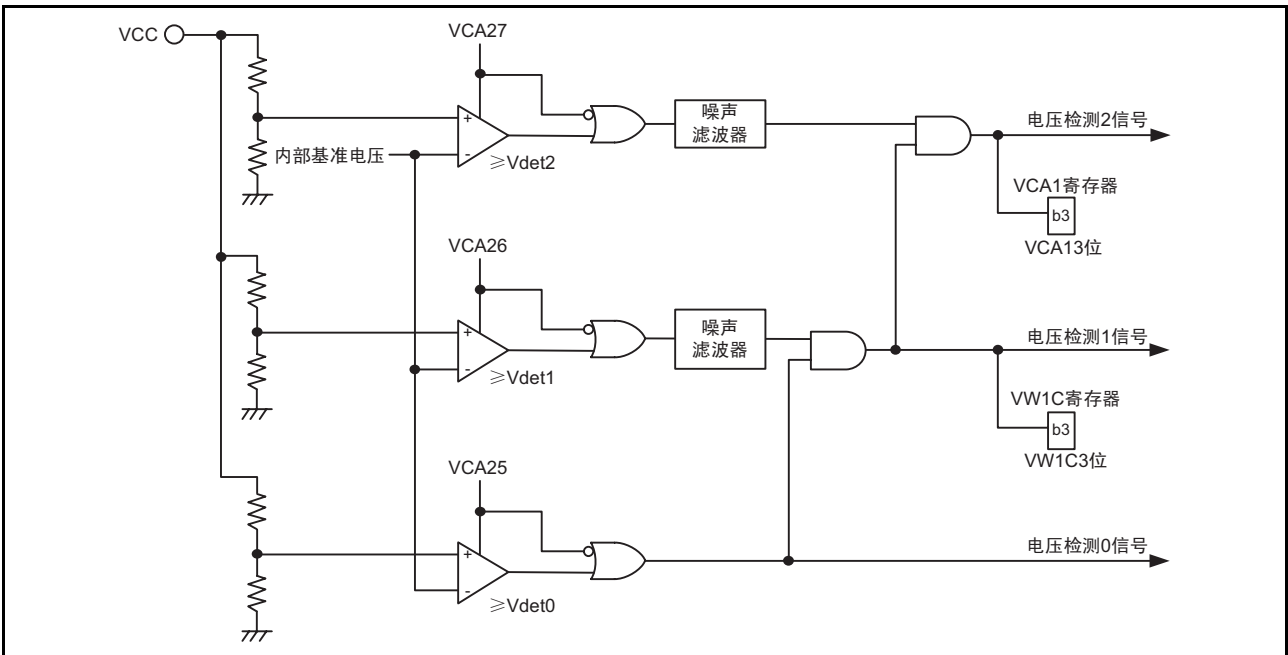 VCC
VCA27
+
-
内部基准电压
≥Vdet2
噪声
滤波器
电压检测2信号
VCA1寄存器
b3
VCA13位
VCA26
+
-
≥Vdet1
噪声
滤波器
电压检测1信号
VW1C寄存器
b3
VW1C3位
VCA25
+
-
≥Vdet0
电压检测0信号